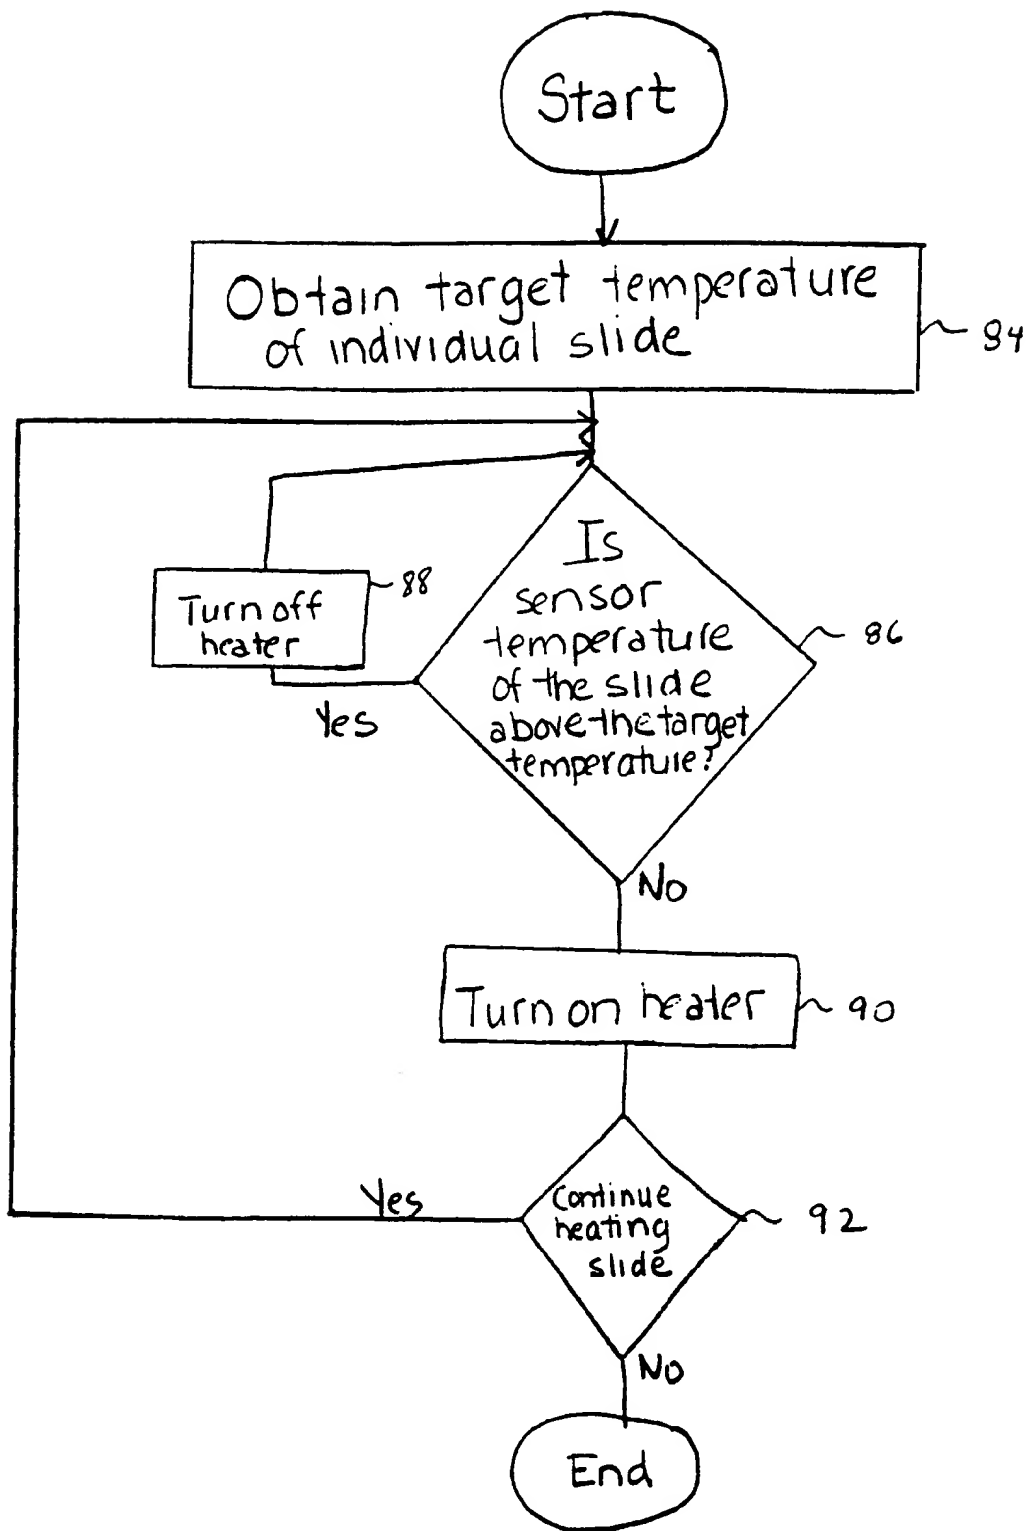 Start
Obtain target temperature
of individual slide
84
Turn off
heater
88
Is
sensor
temperature
of the slide
above the target
temperature?
86
Yes
No
Turn on heater
90
Yes
Continue
heating
slide
92
No
End